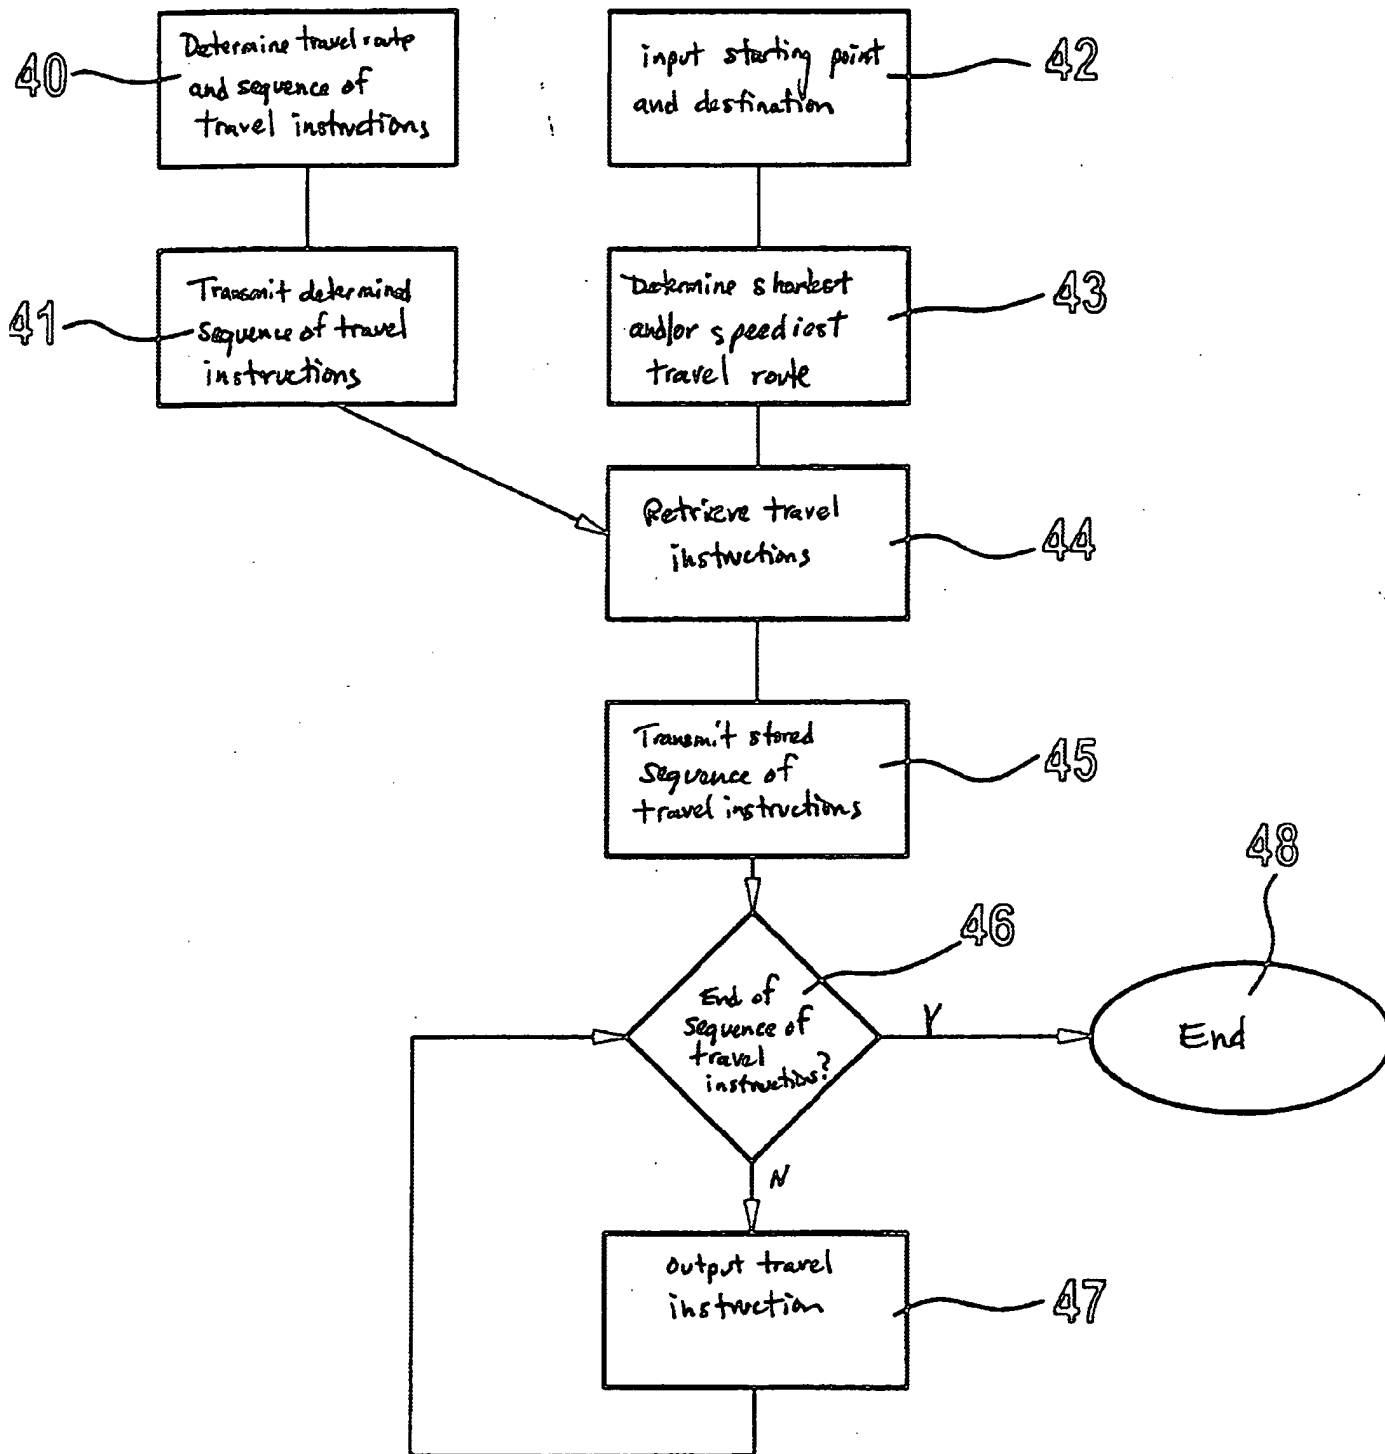 40
Determine travel route
and sequence of
travel instructions
input starting point
and destination
42
41
Transmit determined
sequence of travel
instructions
Determine shortest
and/or speediest
travel route
43
Retrieve travel
instructions
44
Transmit stored
sequence of
travel instructions
45
46
End of
sequence of
travel
instructions?
Y
48
End
N
Output travel
instruction
47